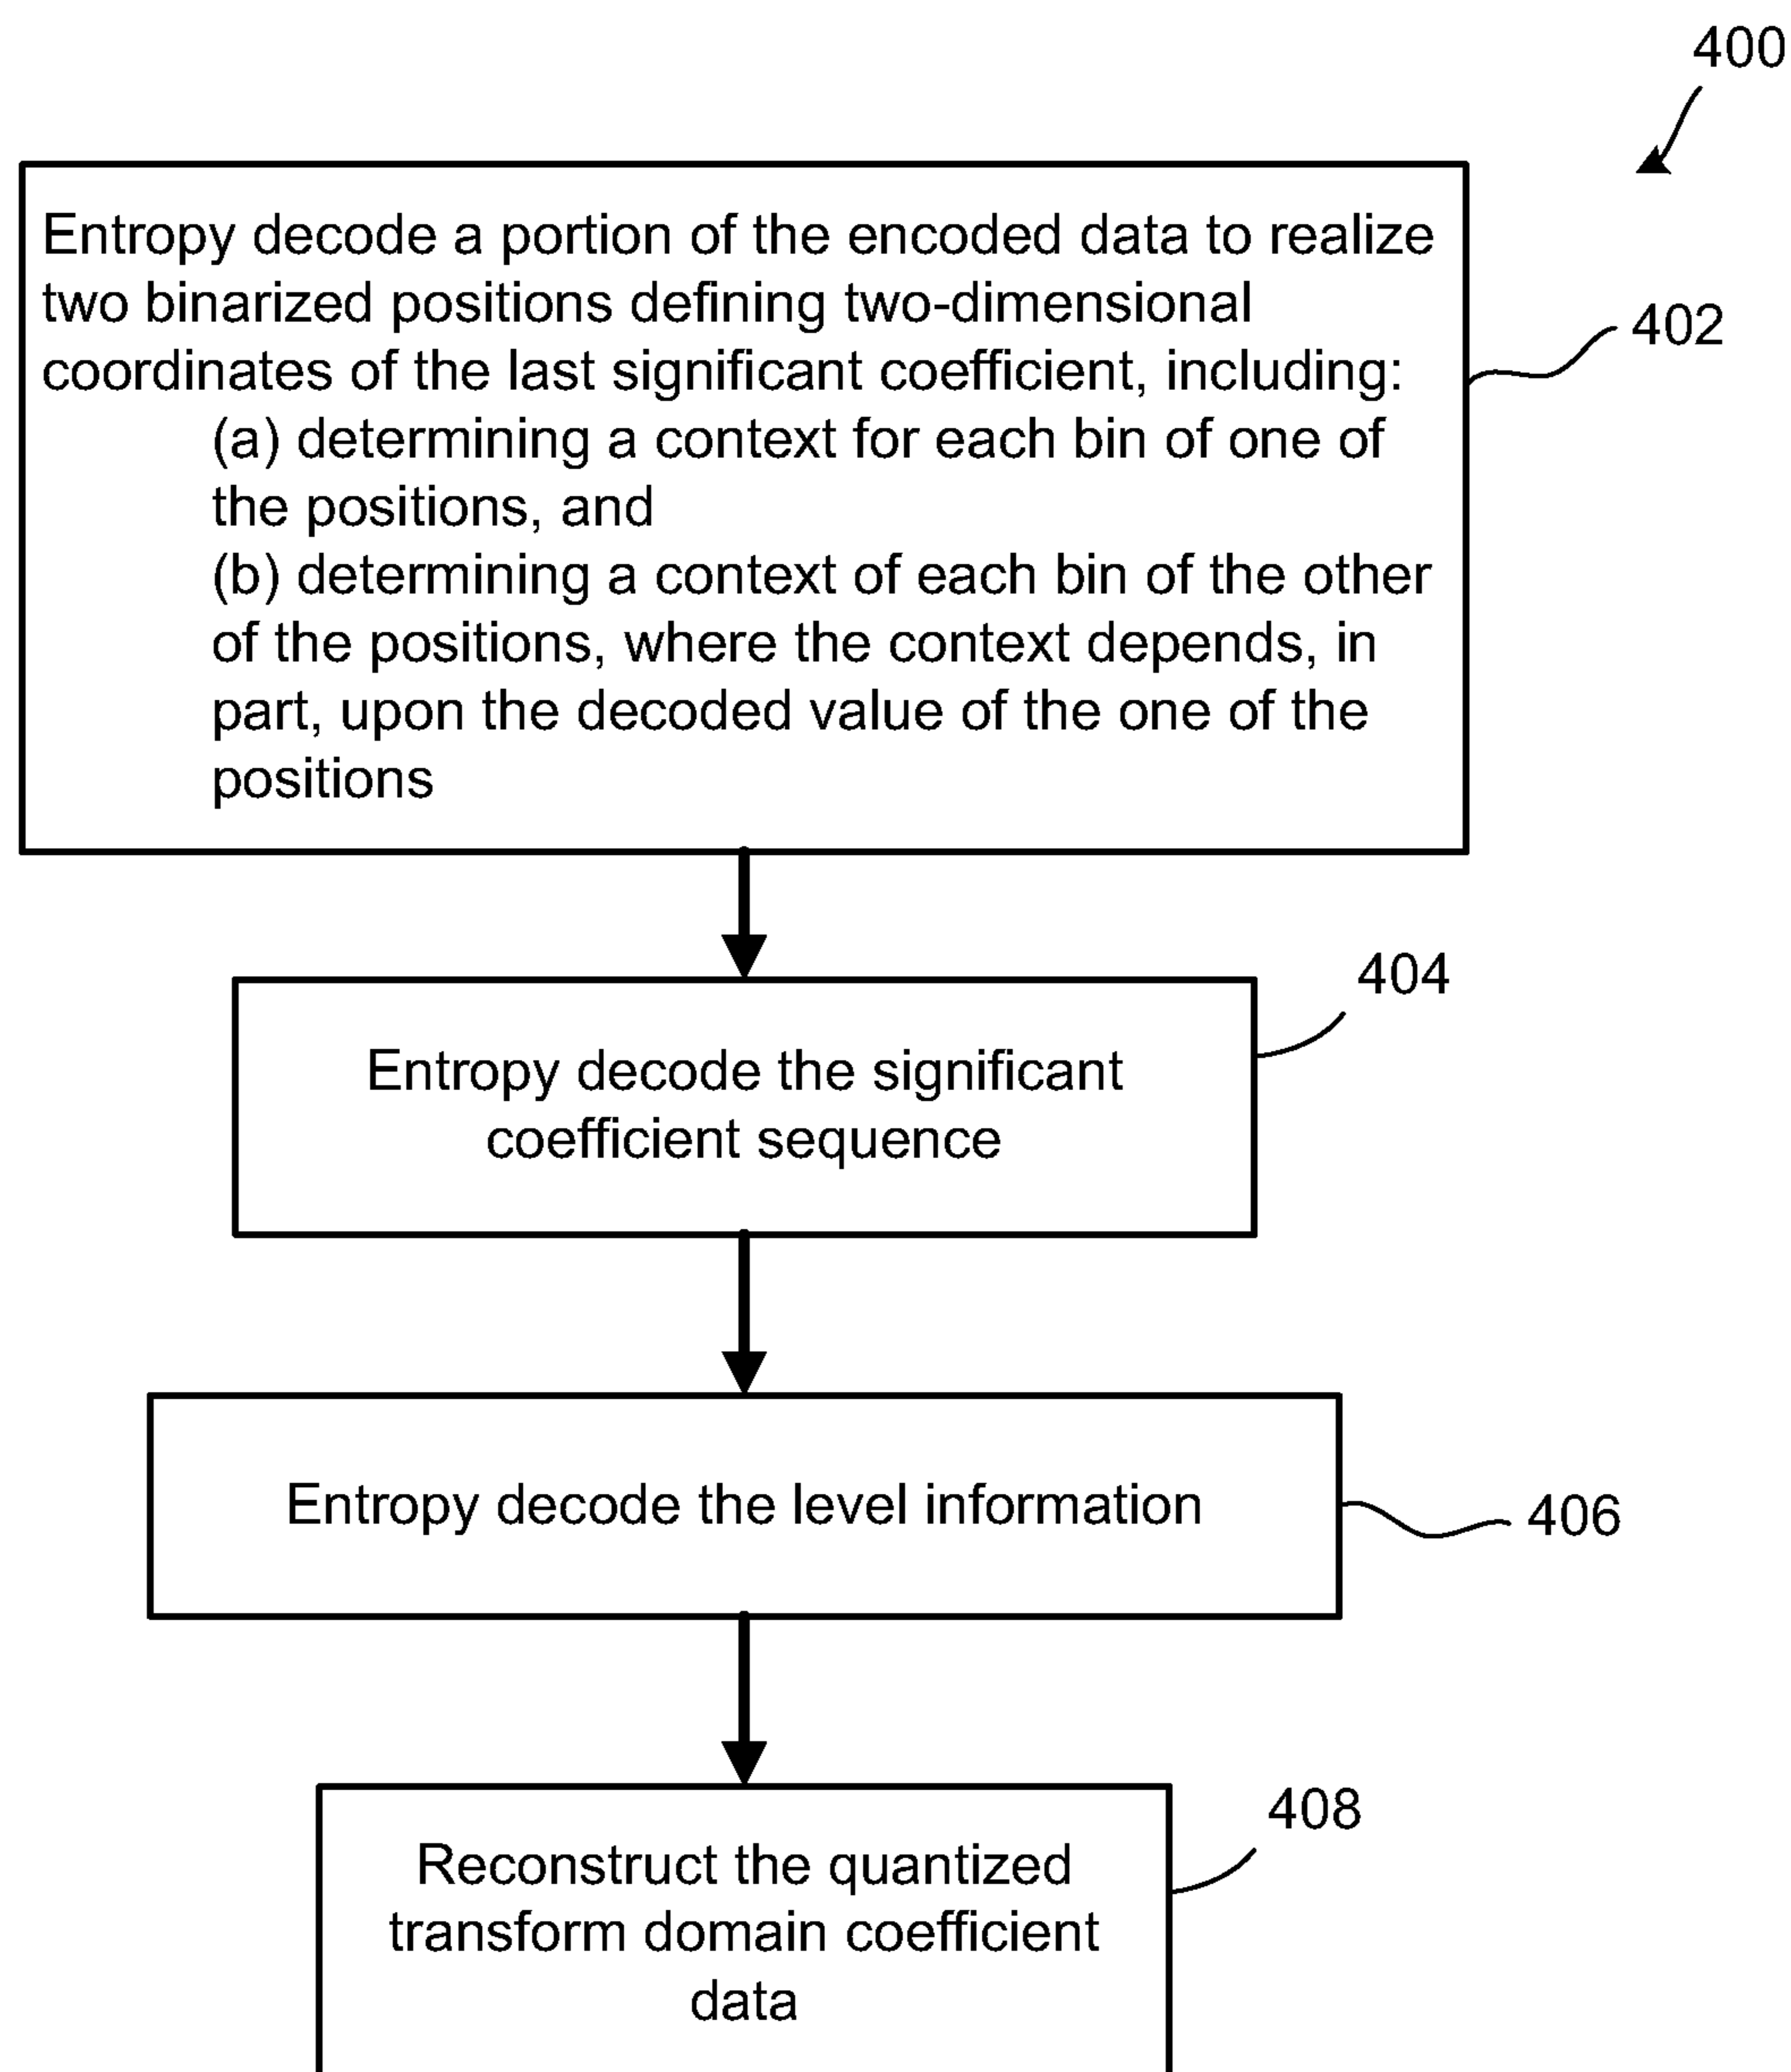 400
Entropy decode a portion of the encoded data to realize
two binarized positions defining two-dimensional
coordinates of the last significant coefficient, including:
(a) determining a context for each bin of one of
the positions, and
(b) determining a context of each bin of the other
of the positions, where the context depends, in
part, upon the decoded value of the one of the
positions
402
404
Entropy decode the significant
coefficient sequence
Entropy decode the level information
406
408
Reconstruct the quantized
transform domain coefficient
data